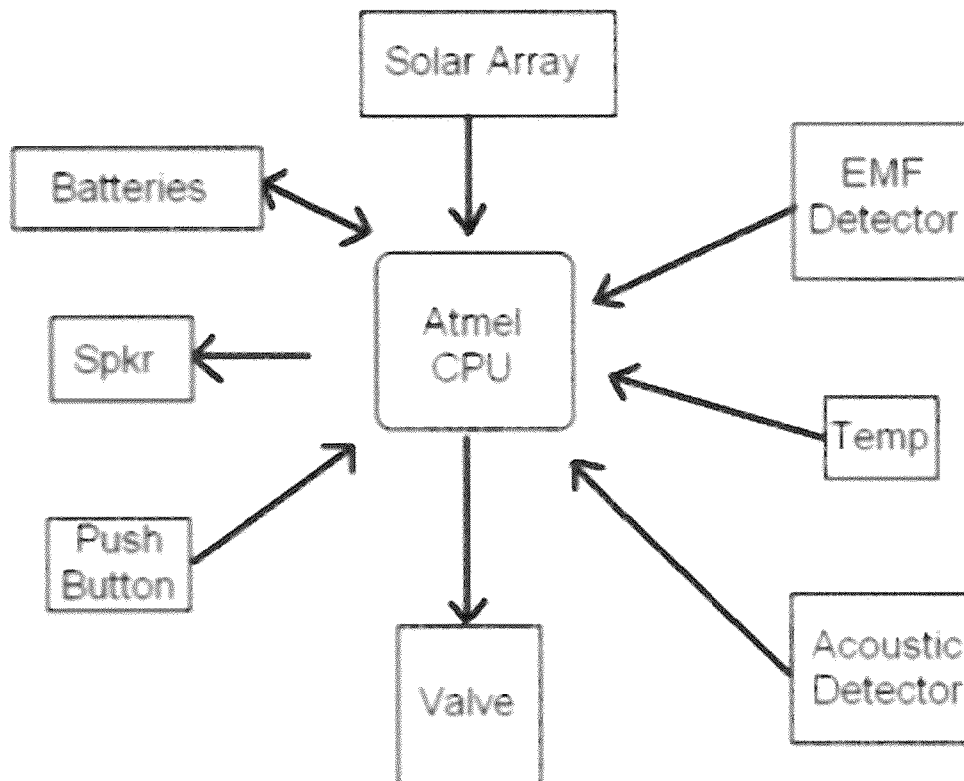 Solar Array
Batteries
EMF
Detector
Atmel
CPU
Spkr
Temp
Push
Button
Valve
Acoustic
Detector